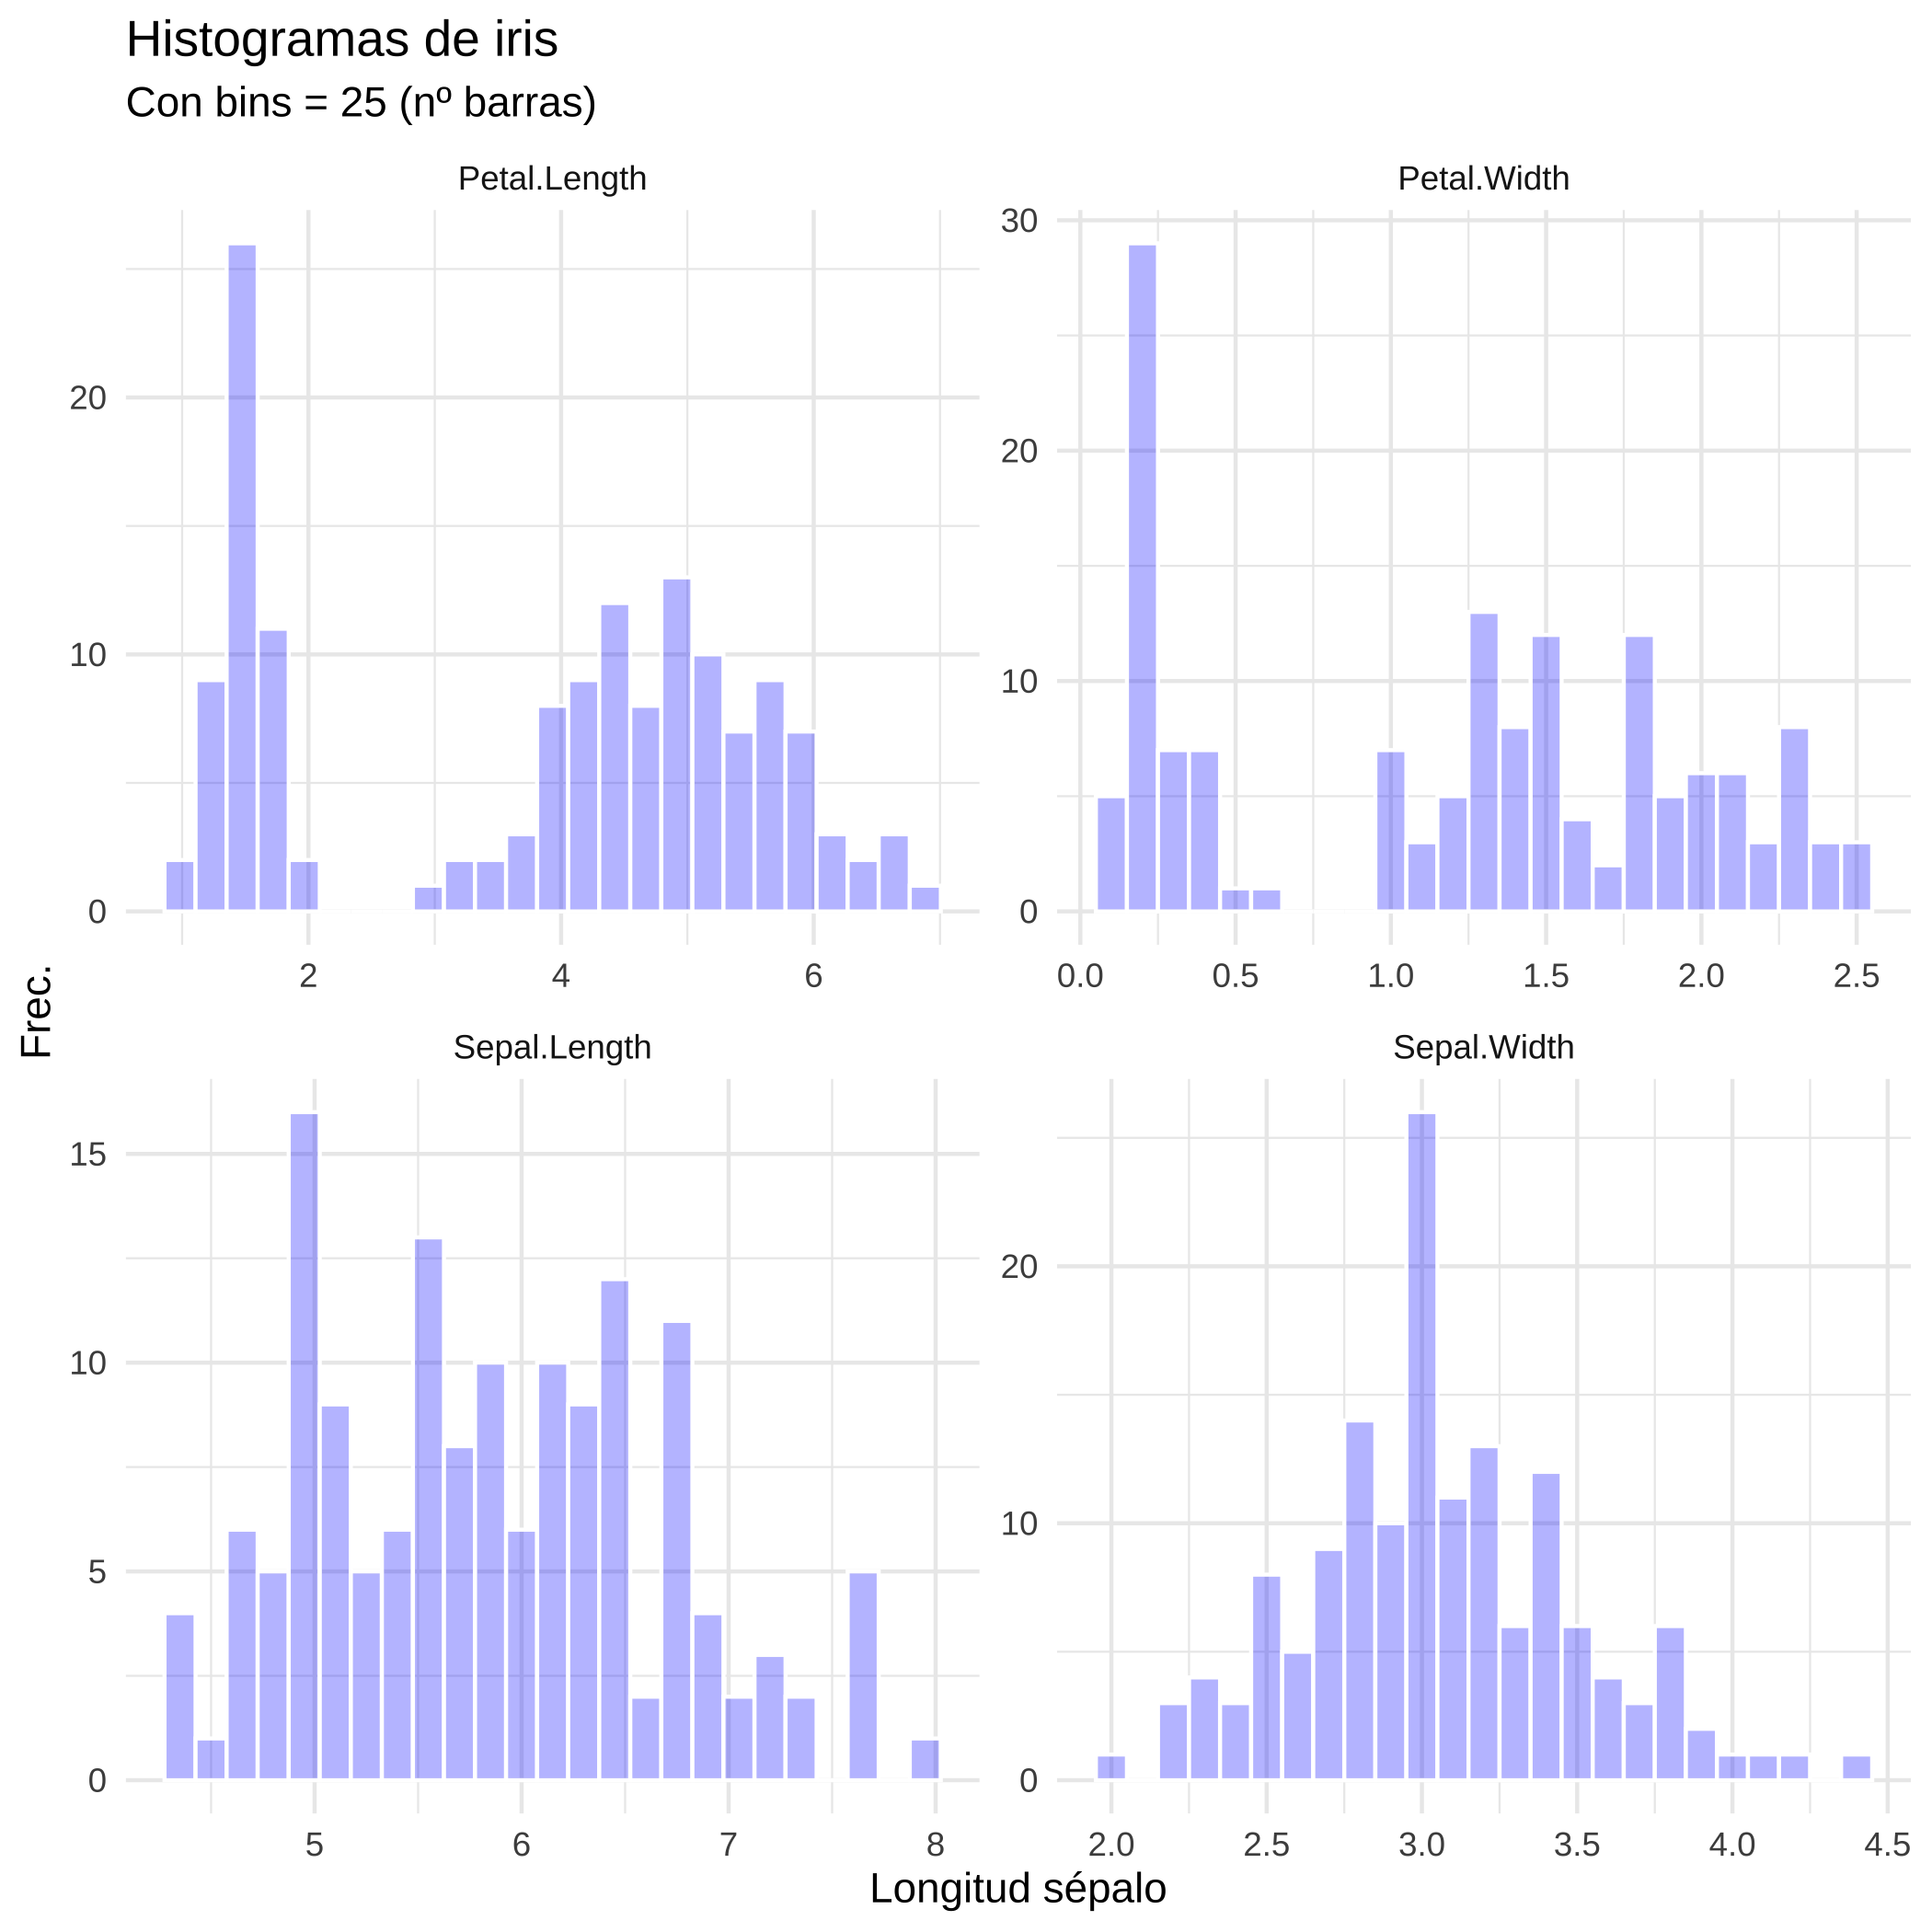 Histogramas de iris
Con bins = 25 (nº barras)
Petal.Length
Petal.Width
20
10
0
2 4 6
30
20
10
0
0.0 0.5 1.0 1.5 2.0 2.5
Frec.
Sepal.Length
Sepal.Width
15
10
5
0
5 6 7 8
20
10
0
2.0 2.5 3.0 3.5 4.0 4.5
Longitud sépalo